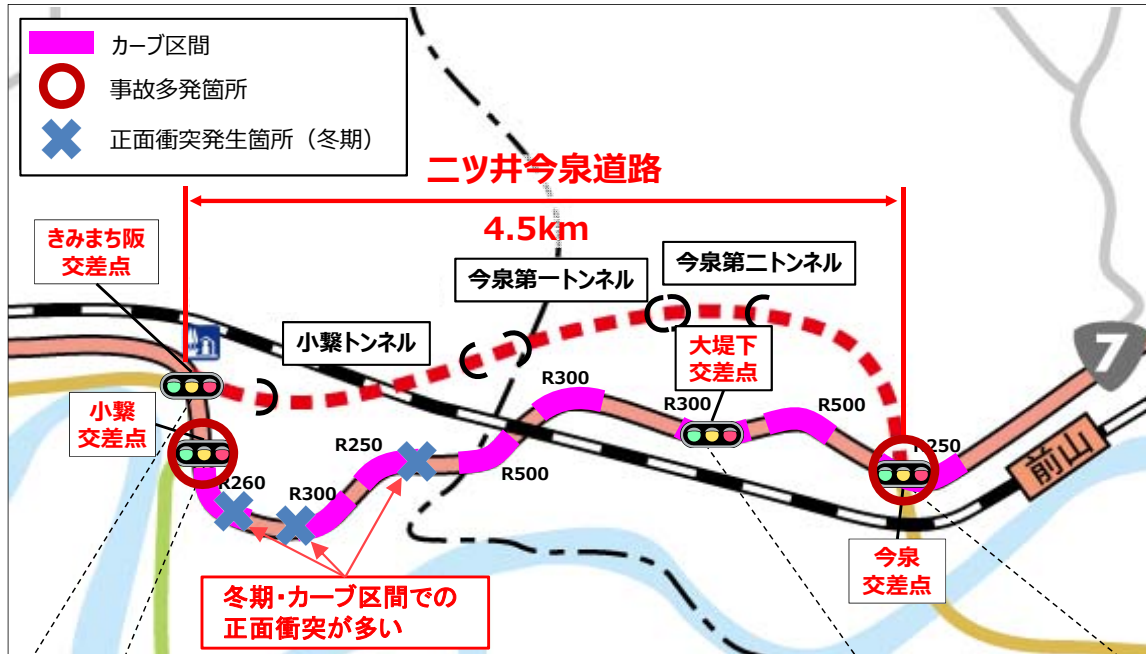 カーブ区間
事故多発箇所
正面衝突発生箇所（冬期）
二ツ井今泉道路
4.5km
きみまち阪
交差点
今泉第一トンネル
今泉第二トンネル
小繋トンネル
大堤下
交差点
7
小繋
交差点
R300
R300
R500
R250
R500
R250
R260
R300
前山
今泉
交差点
冬期・カーブ区間での
正面衝突が多い